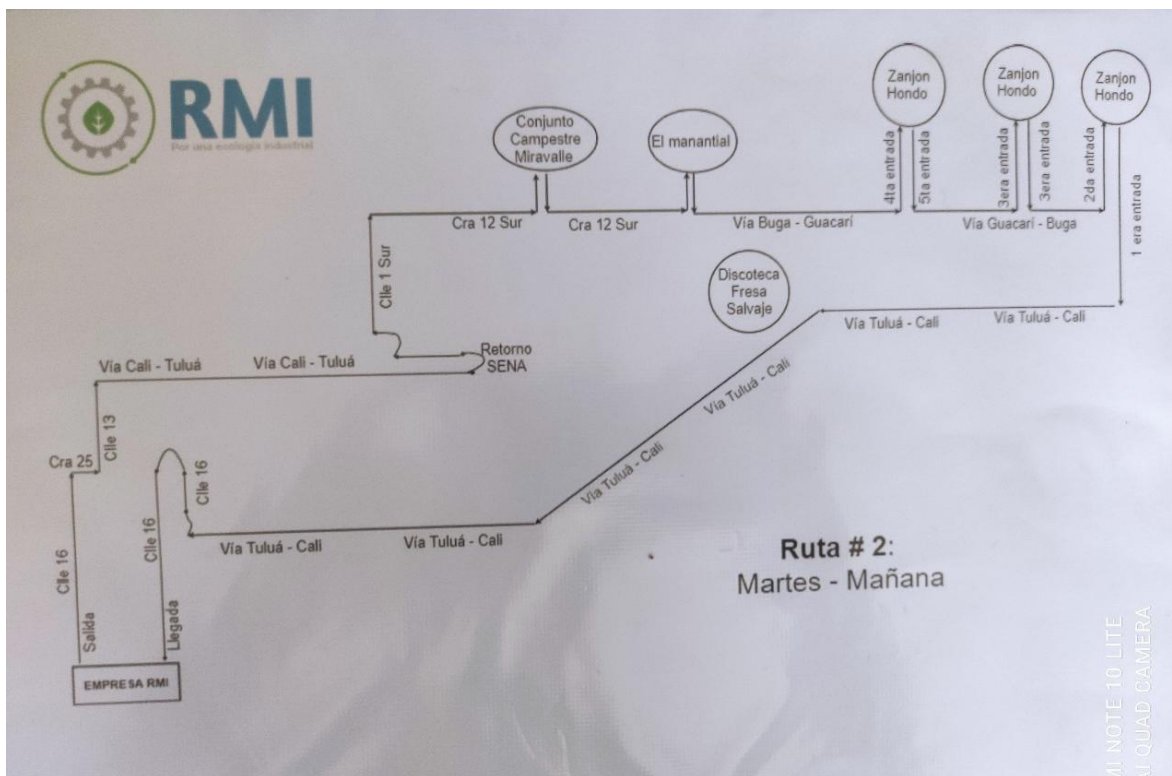 RMI
Por una ecología industrial
Conjunto
Campestre
Miravalle
El manantial
Zanjon
Hondo
Zanjon
Hondo
Zanjon
Hondo
4ta entrada
5ta entrada
3era entrada
3era entrada
2da entrada
1 era entrada
Cra 12 Sur
Cra 12 Sur
Vía Buga - Guacarí
Vía Guacarí - Buga
Clle 1 Sur
Discoteca
Fresa
Salvaje
Vía Tuluá - Cali
Vía Tuluá - Cali
Retorno
SENA
Vía Cali - Tuluá
Vía Cali - Tuluá
Vía Tuluá - Cali
Vía Tuluá - Cali
Clle 13
Cra 25
Clle 16
Clle 16
Clle 16
Vía Tuluá - Cali
Vía Tuluá - Cali
Salida
Llegada
EMPRESA RMI
Ruta # 2:
Martes - Mañana
MI NOTE 10 LITE
AI QUAD CAMERA